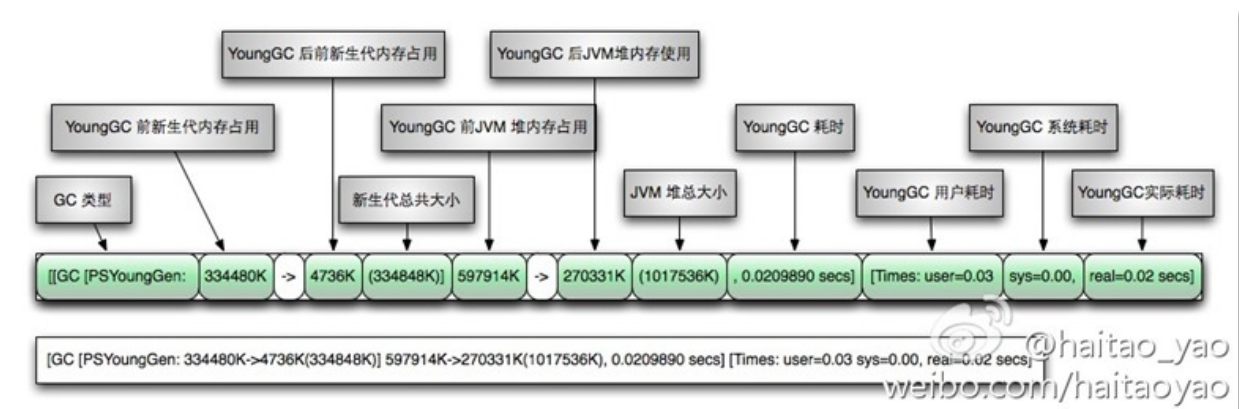 YoungGC 后前新生代内存占用
YoungGC 后JVM堆内存使用
YoungGC 前新生代内存占用
YoungGC 前JVM 堆内存占用
YoungGC 耗时
YoungGC 系统耗时
GC 类型
新生代总共大小
JVM 堆总大小
YoungGC 用户耗时
YoungGC实际耗时
[[GC [PSYoungGen: 334480K -> 4736K (334848K)] 597914K -> 270331K (1017536K) , 0.0209890 secs] [Times: user=0.03 sys=0.00, real=0.02 secs]
[GC [PSYoungGen: 334480K->4736K(334848K)] 597914K->270331K(1017536K), 0.0209890 secs] [Times: user=0.03 sys=0.00, real=0.02 secs]
@haitao_yao
weibo.com/haitaoyao